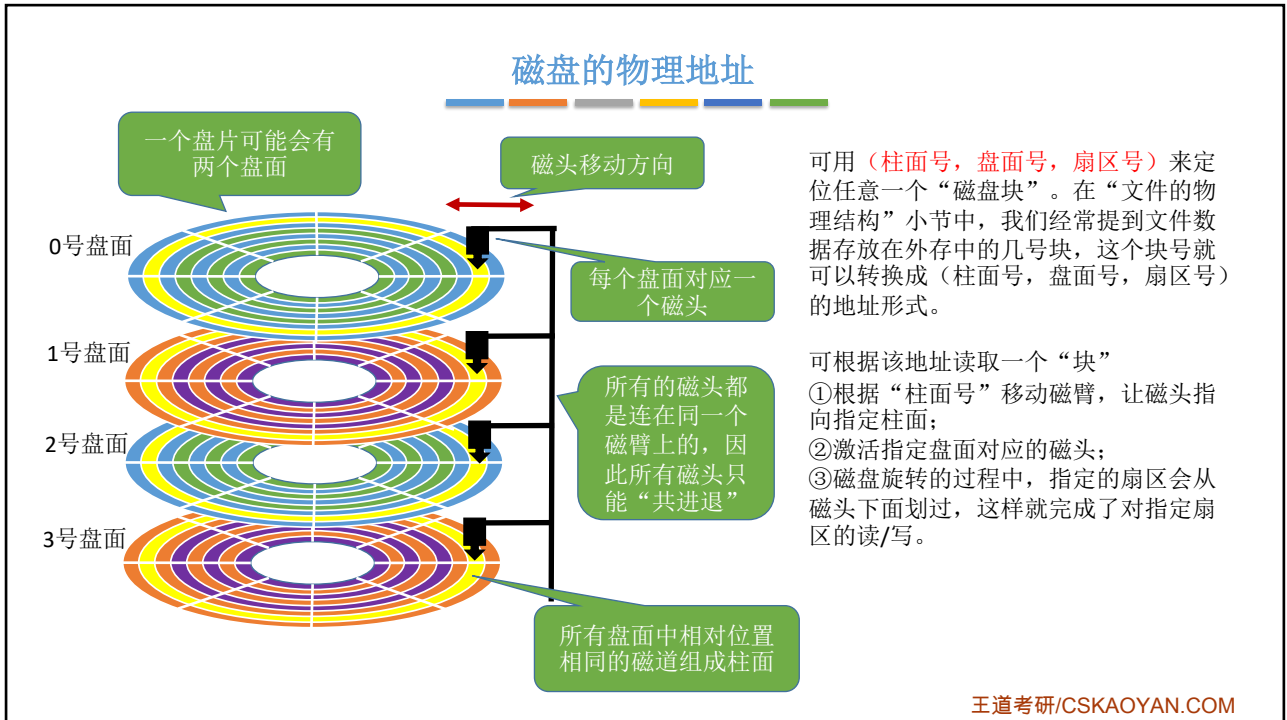 磁盘的物理地址
一个盘片可能会有
两个盘面
磁头移动方向
0号盘面
每个盘面对应一
个磁头
1号盘面
所有的磁头都
是连在同一个
磁臂上的，因
此所有磁头只
能“共进退”
2号盘面
3号盘面
所有盘面中相对位置
相同的磁道组成柱面
可用（柱面号，盘面号，扇区号）来定
位任意一个“磁盘块”。在“文件的物
理结构”小节中，我们经常提到文件数
据存放在外存中的几号块，这个块号就
可以转换成（柱面号，盘面号，扇区号）
的地址形式。
可根据该地址读取一个“块”
①根据“柱面号”移动磁臂，让磁头指
向指定柱面；
②激活指定盘面对应的磁头；
③磁盘旋转的过程中，指定的扇区会从
磁头下面划过，这样就完成了对指定扇
区的读/写。
王道考研/CSKAOYAN.COM